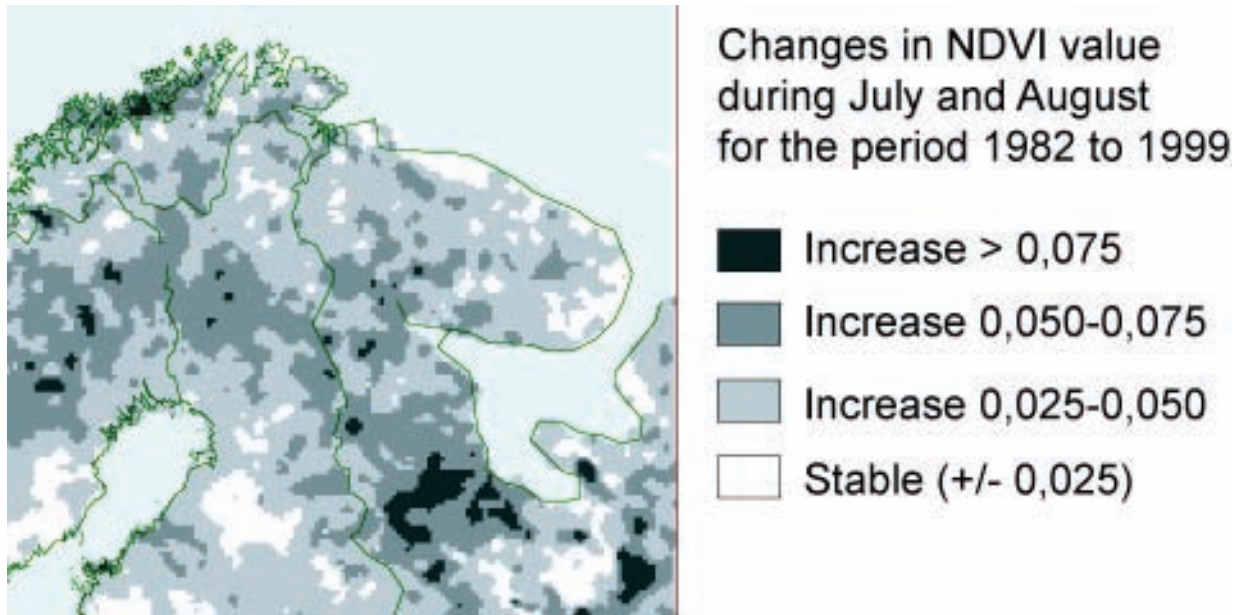 Changes in NDVI value
during July and August
for the period 1982 to 1999
Increase > 0,075
Increase 0,050-0,075
Increase 0,025-0,050
Stable (+/- 0,025)